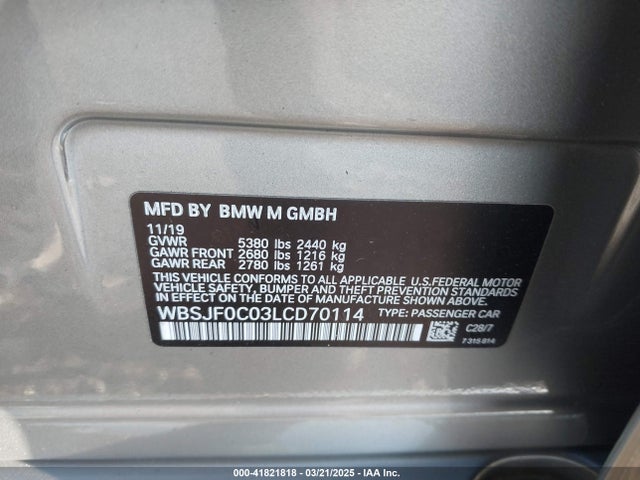 MFD BY BMW M GMBH
11/19
GVWR 5380 lbs 2440 kg
GAWR FRONT 2680 lbs 1216 kg
GAWR REAR 2780 lbs 1261 kg
THIS VEHICLE CONFORMS TO ALL APPLICABLE U.S.FEDERAL MOTOR
VEHICLE SAFETY, BUMPER AND THEFT PREVENTION STANDARDS IN EFFECT ON THE
DATE OF MANUFACTURE SHOWN ABOVE.
WBSJF0C03LCD70114 TYPE: PASSENGER CAR
C28/7
7 315 814
000-41821818 - 03/21/2025 - IAA Inc.